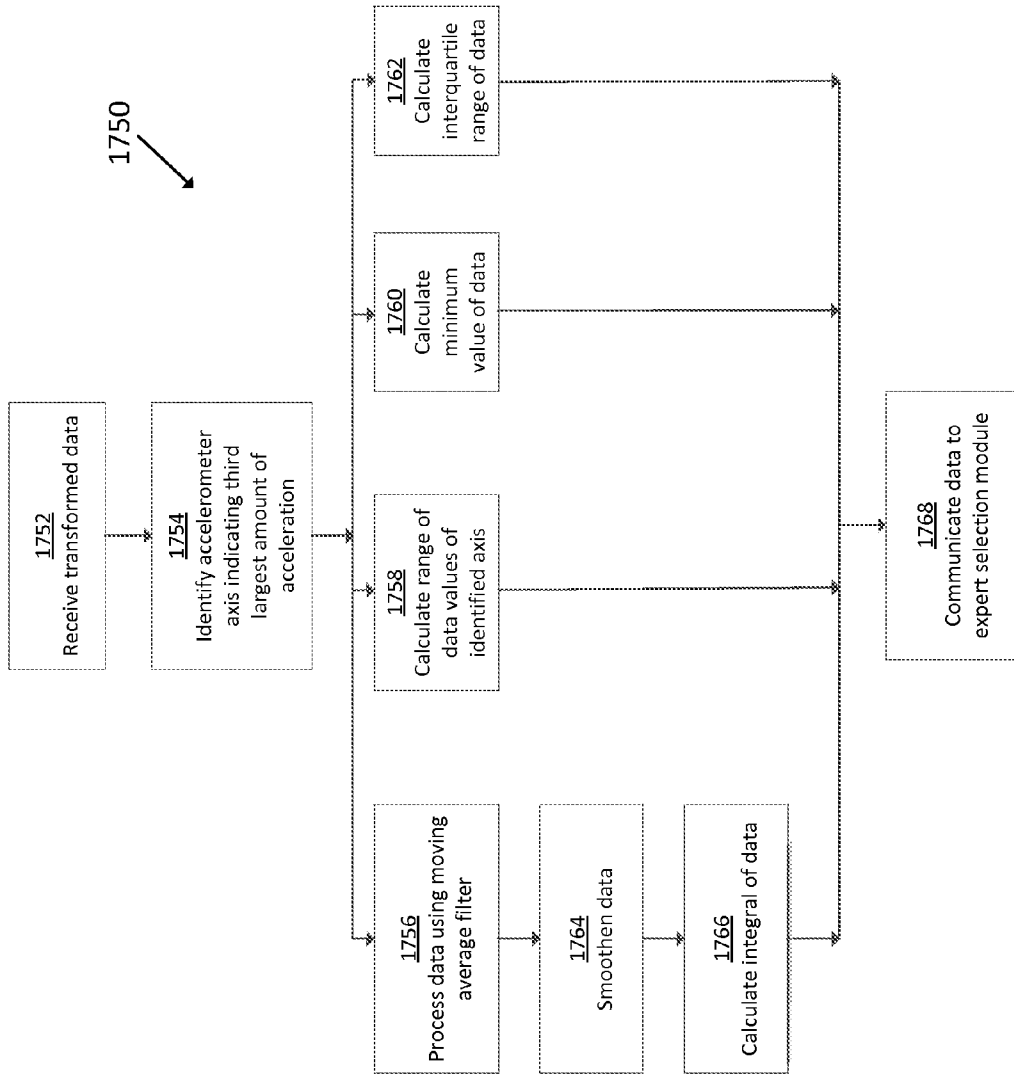 1750
1752
Receive transformed data
1754
Identify accelerometer
axis indicating third
largest amount of
acceleration
1756
Process data using moving
average filter
1758
Calculate range of
data values of
identified axis
1760
Calculate
minimum
value of data
1762
Calculate
interquartile
range of data
1764
Smoothen data
1766
Calculate integral of data
1768
Communicate data to
expert selection module